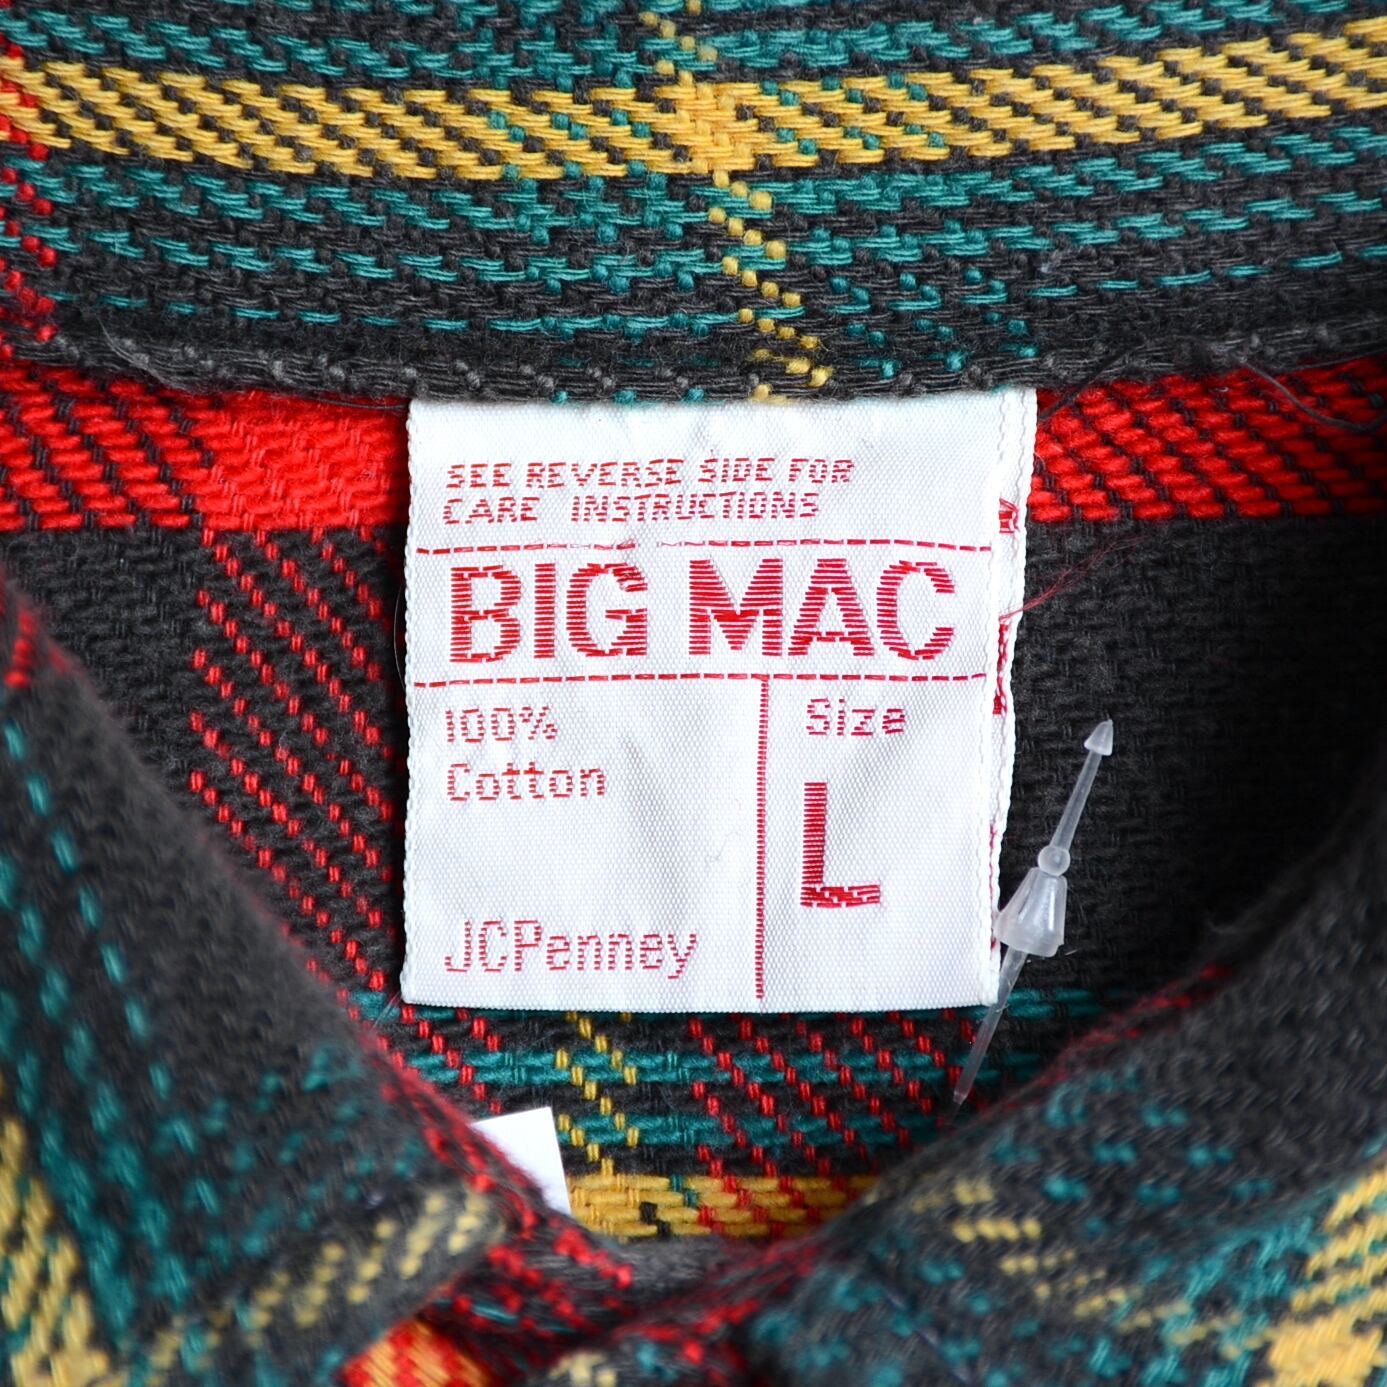 SEE REVERSE SIDE FOR
CARE INSTRUCTIONS
BIG MAC
100%
Cotton
Size
L
JCPenney